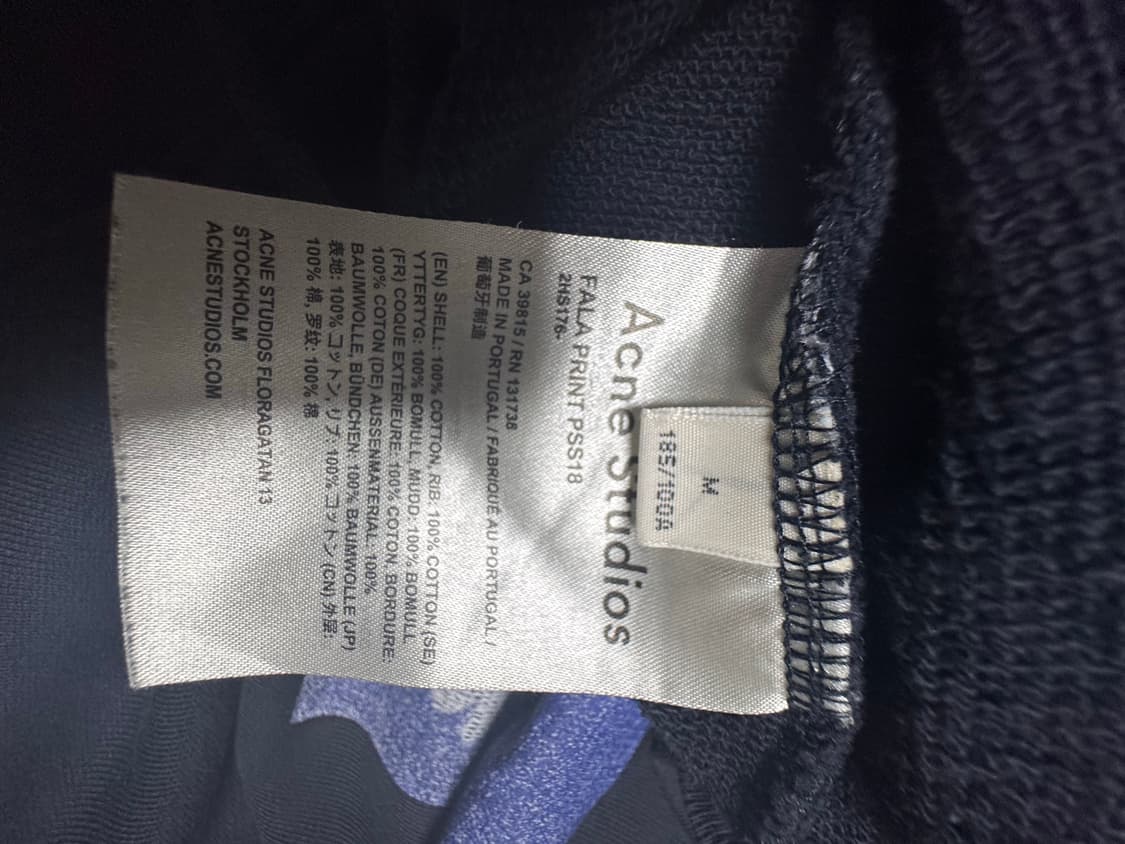 M
185/100A
Acne Studios
FALA PRINT PSS18
2HS176-
CA 39815 / RN 131736
MADE IN PORTUGAL / FABRIQUÉ AU PORTUGAL /
葡萄牙制造
(EN) SHELL: 100% COTTON, RIB: 100% COTTON (SE)
YTTERTYG: 100% BOMULL, MUDD: 100% BOMULL
(FR) COQUE EXTÉRIEURE: 100% COTON, BORDURE:
100% COTON (DE) AUSSENMATERIAL: 100%
BAUMWOLLE, BÜNDCHEN: 100% BAUMWOLLE (JP)
表地: 100% コットン, リブ: 100% コットン (CN) 外层:
100% 棉, 罗纹: 100% 棉
ACNE STUDIOS FLORAGATAN 13
STOCKHOLM
ACNESTUDIOS.COM